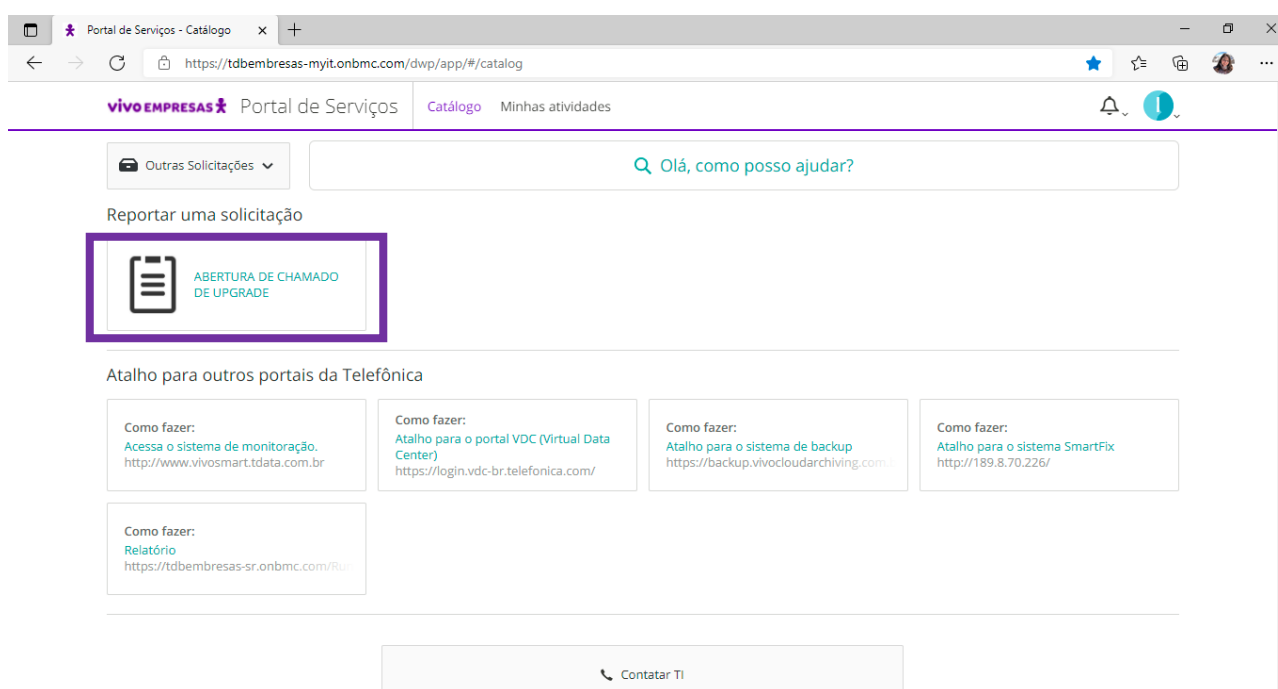 Portal de Serviços - Catálogo
https://tdbembresas-myit.onbmc.com/dwp/app/#/catalog
vivo EMPRESAS Portal de Serviços Catálogo Minhas atividades
Outras Solicitações
Olá, como posso ajudar?
Reportar uma solicitação
ABERTURA DE CHAMADO
DE UPGRADE
Atalho para outros portais da Telefônica
Como fazer:
Acessa o sistema de monitoração.
http://www.vivosmart.tdata.com.br
Como fazer:
Atalho para o portal VDC (Virtual Data
Center)
https://login.vdc-br.telefonica.com/
Como fazer:
Atalho para o sistema de backup
https://backup.vivocloudarchiving.com.
Como fazer:
Atalho para o sistema SmartFix
http://189.8.70.226/
Como fazer:
Relatório
https://tdbembresas-sr.onbmc.com/Ru
Contatar TI